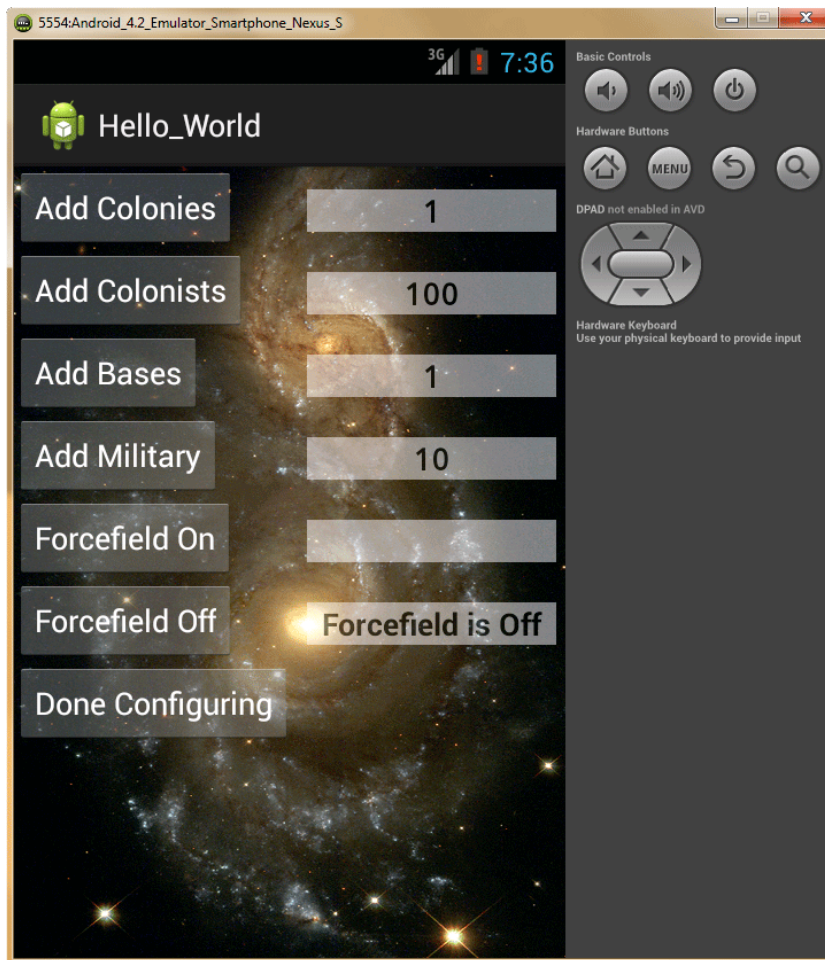 5554:Android_4.2_Emulator_Smartphone_Nexus_S
3G 7:36
Hello_World
Add Colonies 1
Add Colonists 100
Add Bases 1
Add Military 10
Forcefield On
Forcefield Off Forcefield is Off
Done Configuring
Basic Controls
Hardware Buttons
MENU
DPAD not enabled in AVD
Hardware Keyboard
Use your physical keyboard to provide input